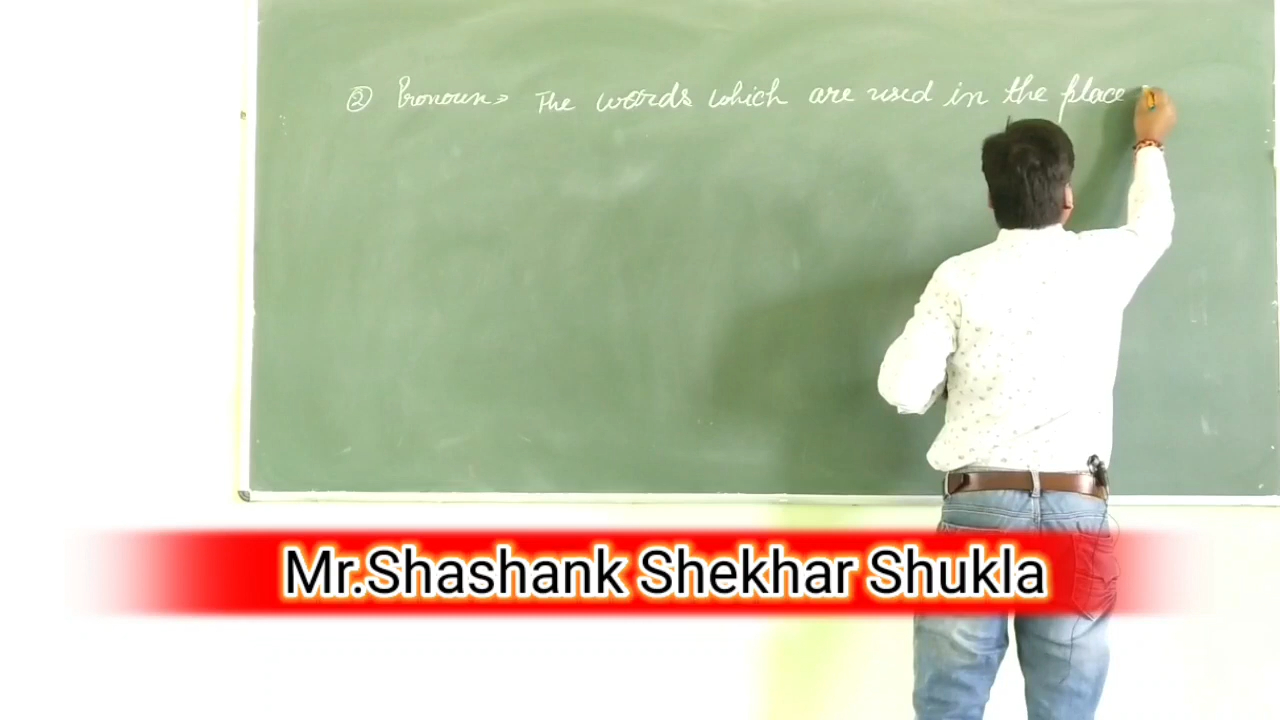 ② Pronoun → The words which are used in the place
Mr.Shashank Shekhar Shukla